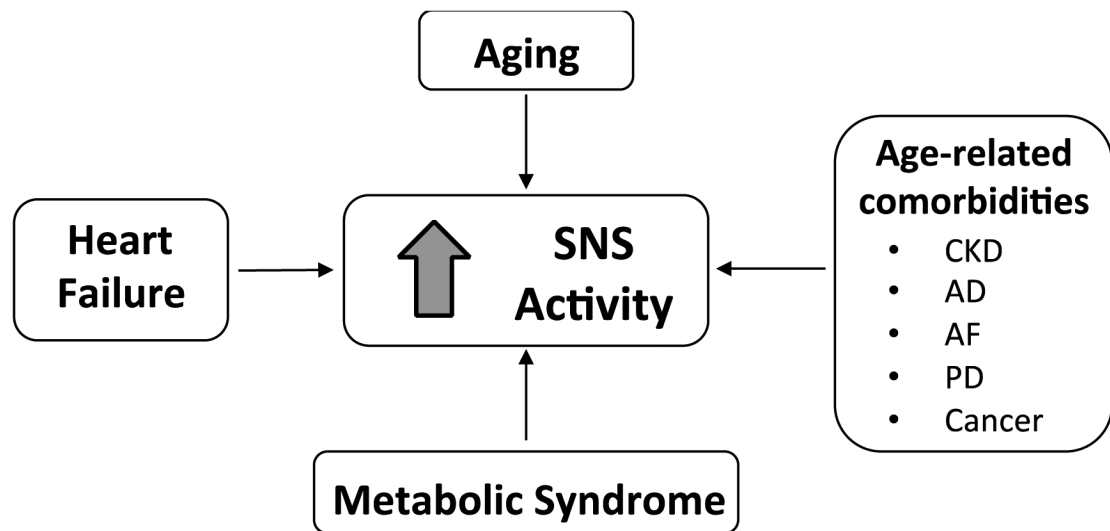 Aging
Heart
Failure
SNS
Activity
Age-related
comorbidities
• CKD
• AD
• AF
• PD
• Cancer
Metabolic Syndrome